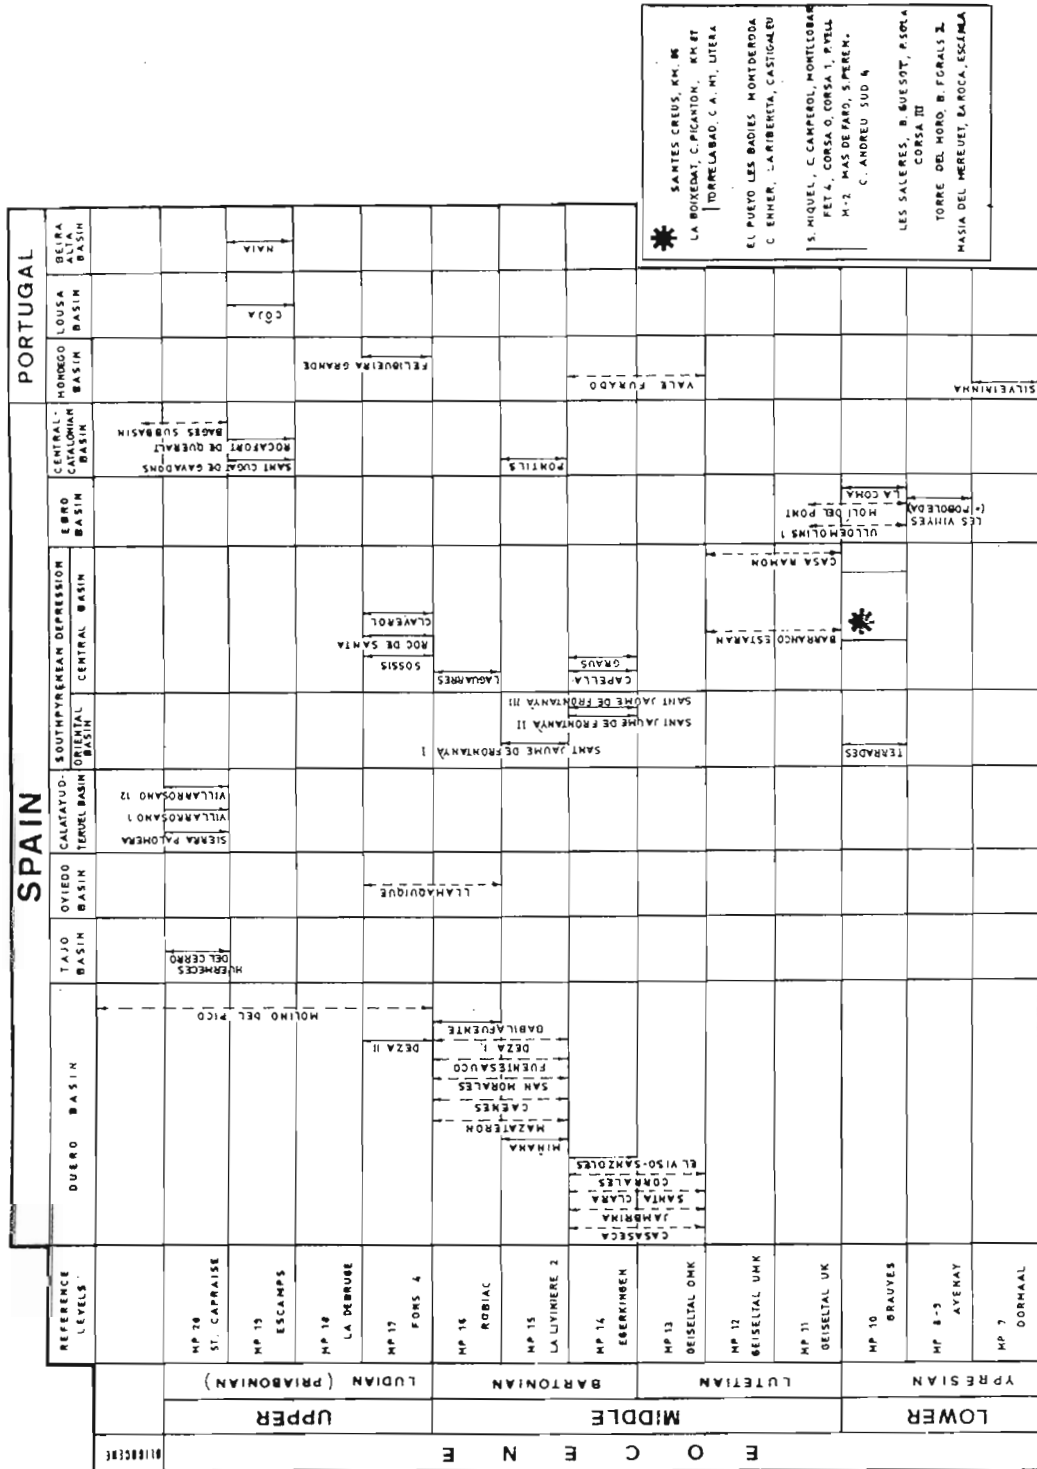 SPAIN
PORTUGAL
REFERENCE LEVELS
DUERO BASIN
TAJO BASIN
OVIEDO BASIN
CALATAYUD-TERUEL BASIN
SOUTHPYRENEAN DEPRESSION
ORIENTAL BASIN
CENTRAL BASIN
EBRO BASIN
CENTRAL-CATALONIAN BASIN
MONDEGO BASIN
LOUSA BASIN
BEIRA ALTA BASIN
EOCENE
UPPER
MIDDLE
LOWER
LUDIAN (PRIABONIAN)
BARTONIAN
LUTETIAN
YPRESIAN
MP 20
ST. CAPRAISE
MP 19
ESCAMPS
MP 18
LA DEBRUGE
MP 17
FONS 4
MP 16
ROBIAC
MP 15
LA LIVINIERE 2
MP 14
EGERKINGEN
MP 13
GEISELTAL OMK
MP 12
GEISELTAL UMK
MP 11
GEISELTAL UK
MP 10
GRAUVES
MP 8-9
AVENAY
MP 7
DORMAAL
MOLINO DEL PICO
DEZA II
BABILAFUENTE
DEZA I
FUENTESAUCO
SAN MORALES
CAENES
MAZATERON
MIÑANA
EL VISO-SANZOLES
CORRALES
SANTA CLARA
JAMBRINA
CASASECA
HUERMECES DEL CERRO
LLAMAQUIQUE
VILLARROSANO 12
VILLARROSANO 1
SIERRA PALOMERA
SANT JAUME DE FRONTANYÀ I
SANT JAUME DE FRONTANYÀ II
SANT JAUME DE FRONTANYÀ III
TERRADES
CLAVEROL
ROC DE SANTA
SOSSIS
LAGUARRES
GRAUS
CAPELLA
CASA RAMON
BARRANCO ESTARAN
LA COMA
MOLÍ DEL PONT
ULLDEMOLINS 1
LES VINYES
(= POBOLEDA)
BAGES SUBBASIN
ROCAFORT DE QUERALT
SANT CUGAT DE GAVADONS
PONTILS
FELIGUEIRA GRANDE
VALE FURADO
SILVEIRINHA
CÔJA
NAIA
SANTES CREUS, KM. 86
LA BOIXEDAT, C. PICANTON, KM 87
TORRELABAD, C.A. N1, LITERA
EL PUEYO LES BADIES MONTDERODA
C ENMER, LA RIBERETA, CASTIGALEU
S. MIQUEL, C. CAMPEROL, MONTLLOBAR
FET 4, CORSA 0, CORSA 1, P.VELL
M-2 MAS DE FARO, S.PEREM.
C. ANDREU SUD 4
LES SALERES, B. GUESOT, P.SOLA
CORSA III
TORRE DEL MORO, B. FORALS 2
MASIA DEL HEREUET, LA ROCA, ESCARLA